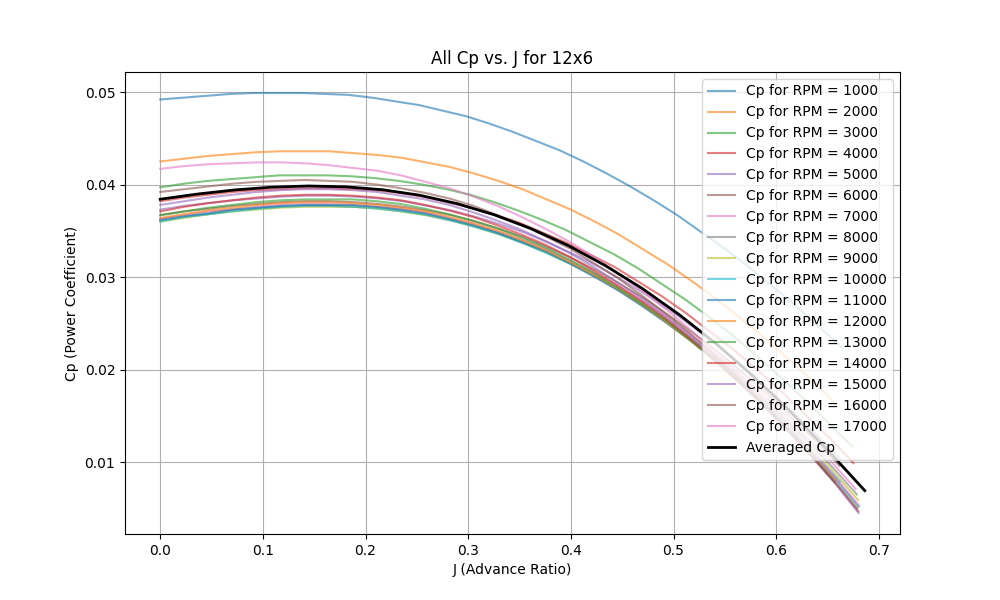 All Cp vs. J for 12x6
Cp (Power Coefficient)
0.05
0.04
0.03
0.02
0.01
0.0
0.1
0.2
0.3
0.4
0.5
0.6
0.7
J (Advance Ratio)
Cp for RPM = 1000
Cp for RPM = 2000
Cp for RPM = 3000
Cp for RPM = 4000
Cp for RPM = 5000
Cp for RPM = 6000
Cp for RPM = 7000
Cp for RPM = 8000
Cp for RPM = 9000
Cp for RPM = 10000
Cp for RPM = 11000
Cp for RPM = 12000
Cp for RPM = 13000
Cp for RPM = 14000
Cp for RPM = 15000
Cp for RPM = 16000
Cp for RPM = 17000
Averaged Cp